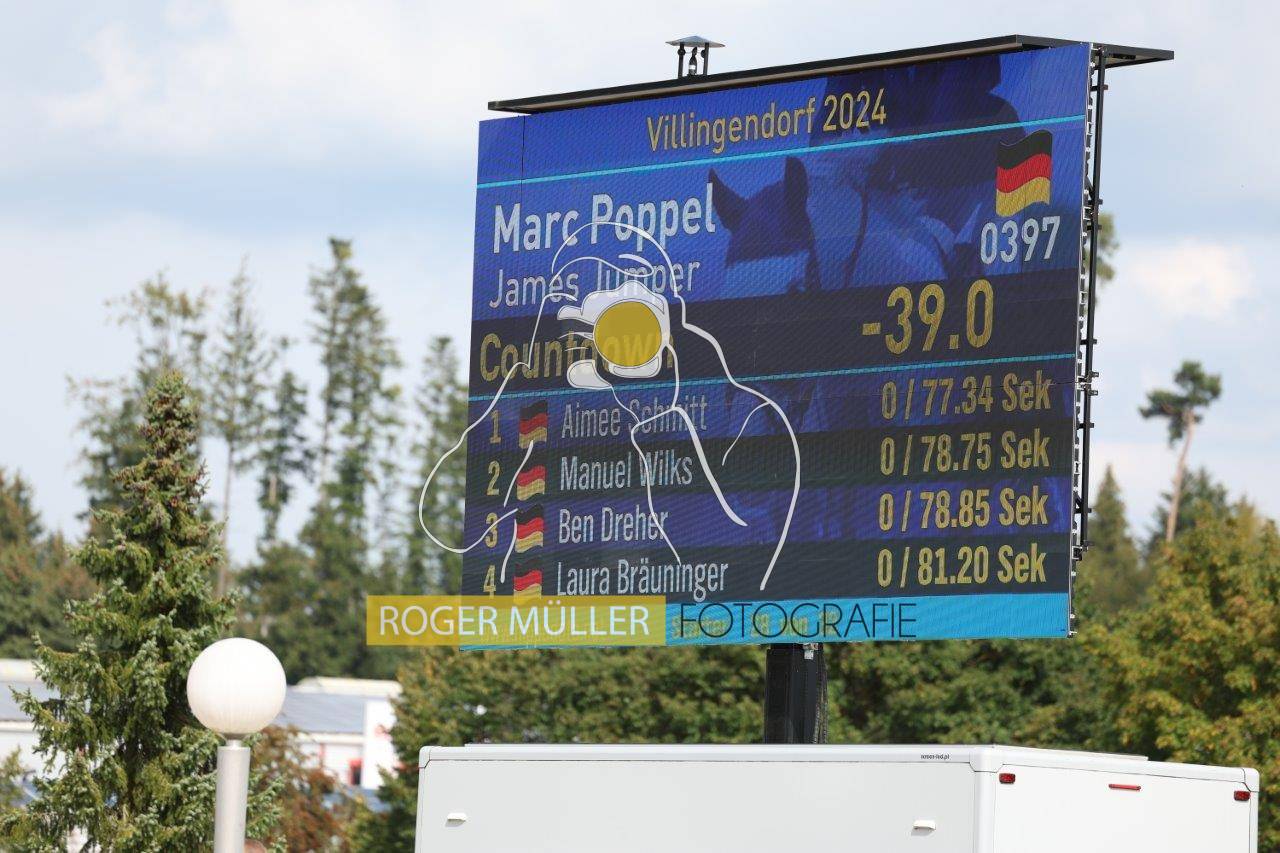 Villingendorf 2024
Marc Poppel
0397
James Jumper
Countdown -39.0
1 Aimee Schmitt 0 / 77.34 Sek
2 Manuel Wilks 0 / 78.75 Sek
3 Ben Dreher 0 / 78.85 Sek
4 Laura Bräuninger 0 / 81.20 Sek
ROGER MÜLLER FOTOGRAFIE